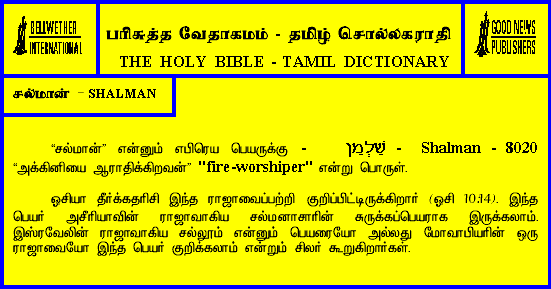 BELLWETHER
INTERNATIONAL
பரிசுத்த வேதாகமம் - தமிழ் சொல்லகராதி
THE HOLY BIBLE - TAMIL DICTIONARY
GOOD NEWS
PUBLISHERS
சல்மான் – SHALMAN
“சல்மான்” என்னும் எபிரெய பெயருக்கு - שַׁלְמַן - Shalman - 8020
“அக்கினியை ஆராதிக்கிறவன்” "fire-worshiper" என்று பொருள்.
ஓசியா தீர்க்கதரிசி இந்த ராஜாவைப்பற்றி குறிப்பிட்டிருக்கிறார் (ஓசி 10:14). இந்த
பெயர் அசீரியாவின் ராஜாவாகிய சல்மனாசாரின் சுருக்கப்பெயராக இருக்கலாம்.
இஸ்ரவேலின் ராஜாவாகிய சல்லூம் என்னும் பெயரையோ அல்லது மோவாபியரின் ஒரு
ராஜாவையோ இந்த பெயர் குறிக்கலாம் என்றும் சிலர் கூறுகிறார்கள்.